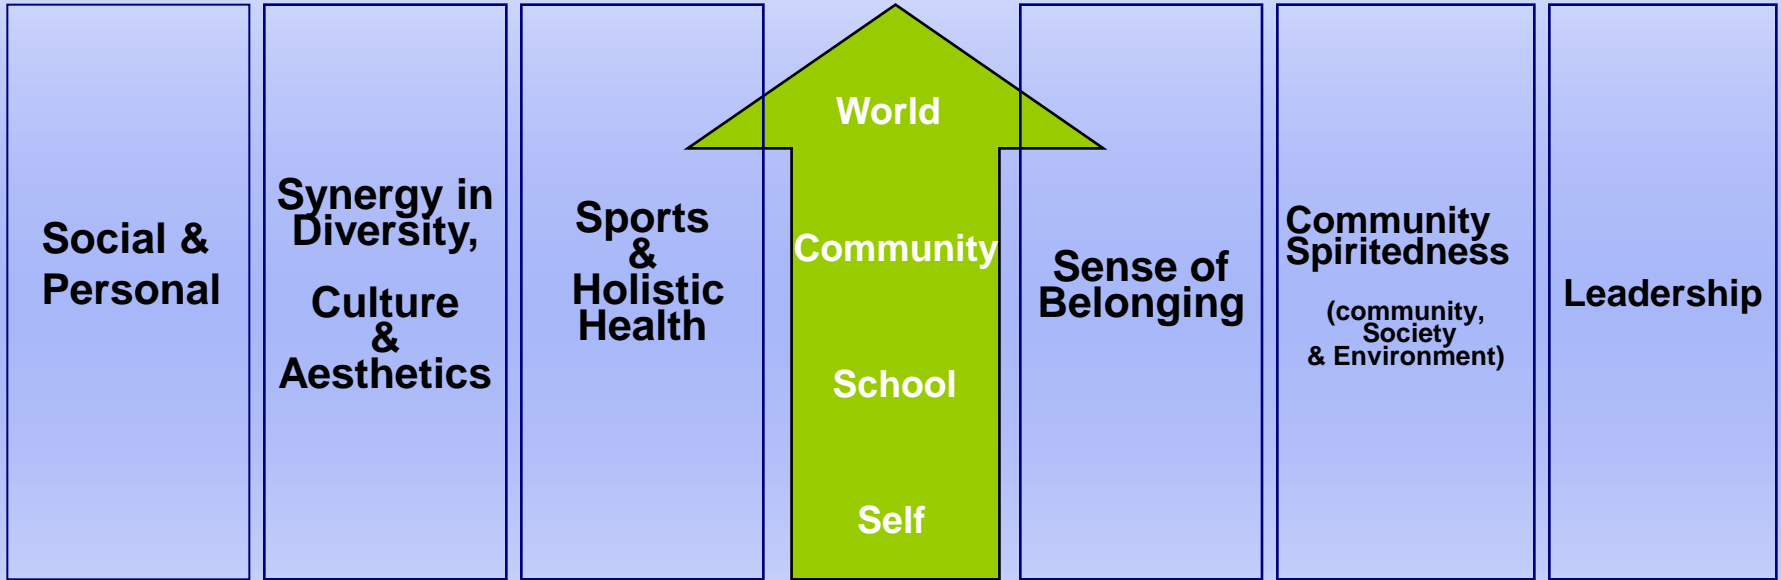 Social &
Personal
Synergy in
Diversity,
Culture
&
Aesthetics
Sports
&
Holistic
Health
World
Community
School
Self
Sense of
Belonging
Community
Spiritedness
(community,
Society
& Environment)
Leadership